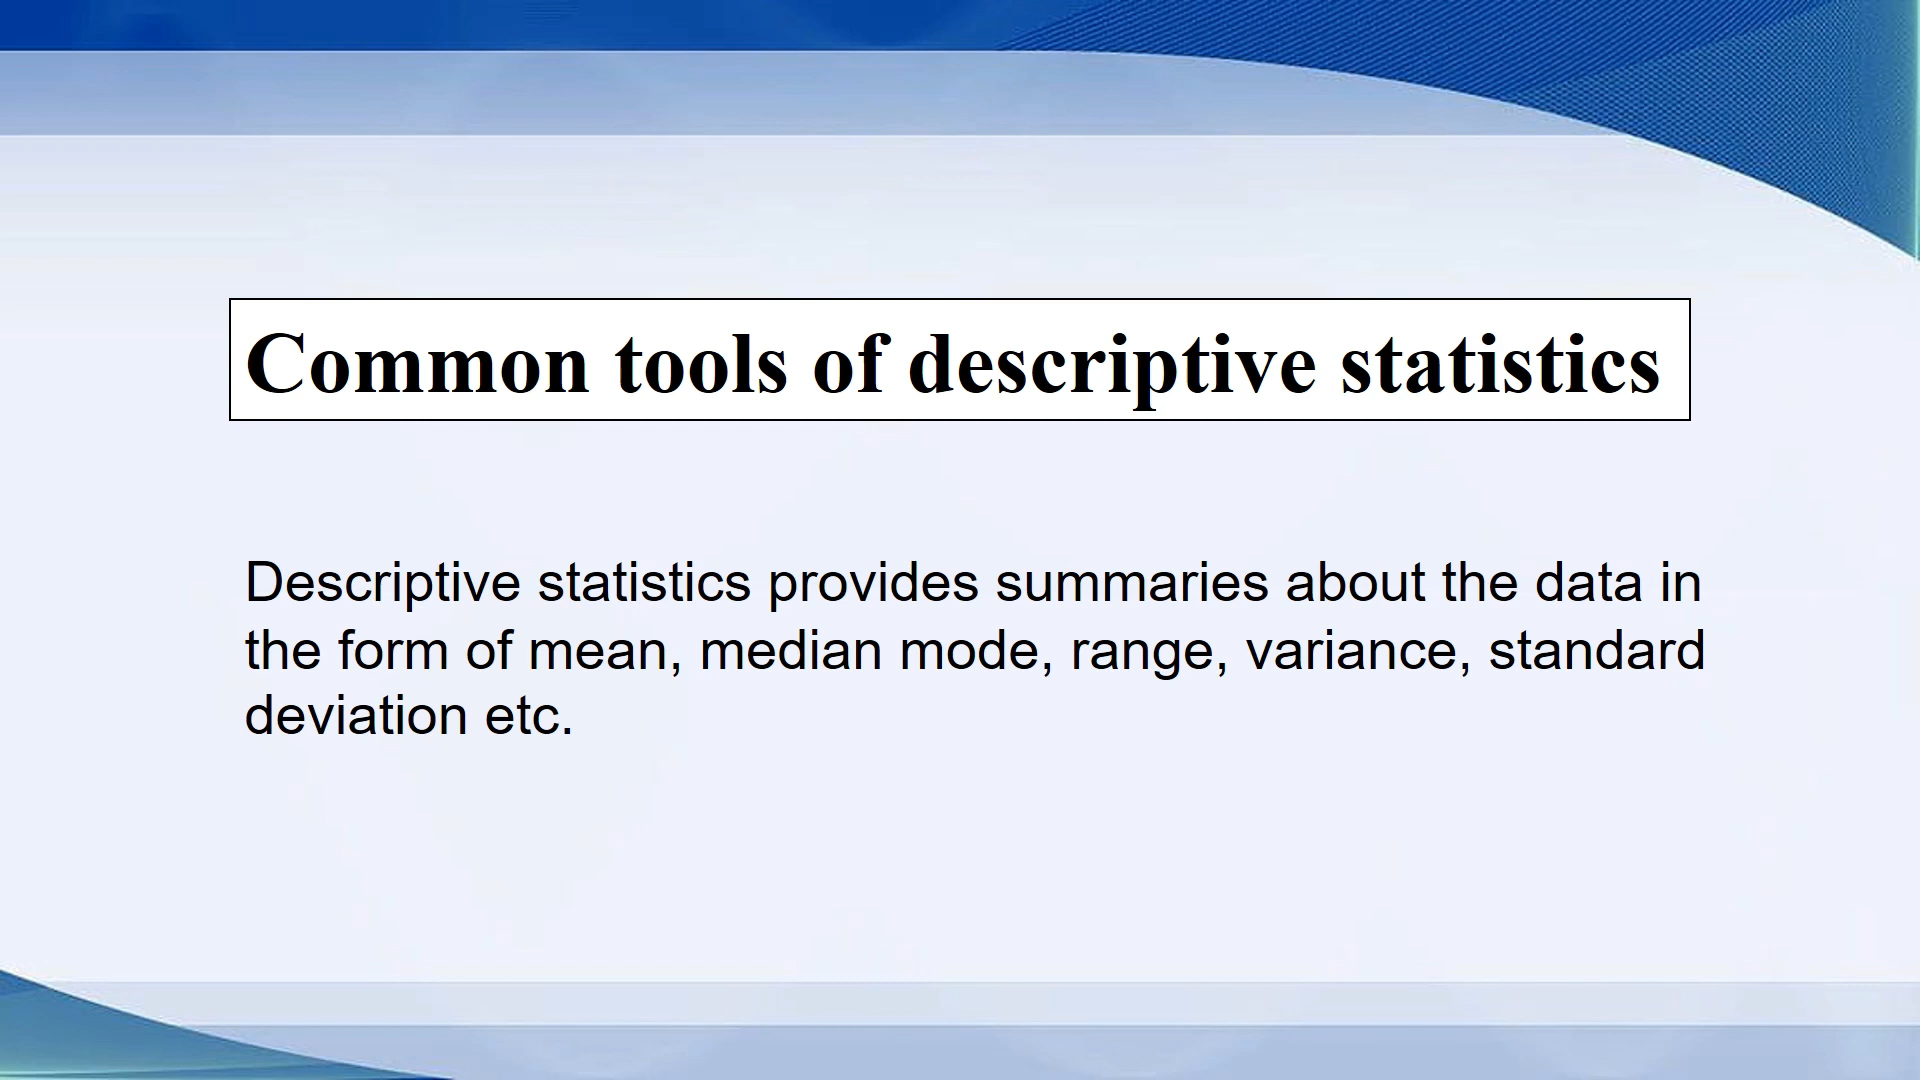 Common tools of descriptive statistics
Descriptive statistics provides summaries about the data in
the form of mean, median mode, range, variance, standard
deviation etc.